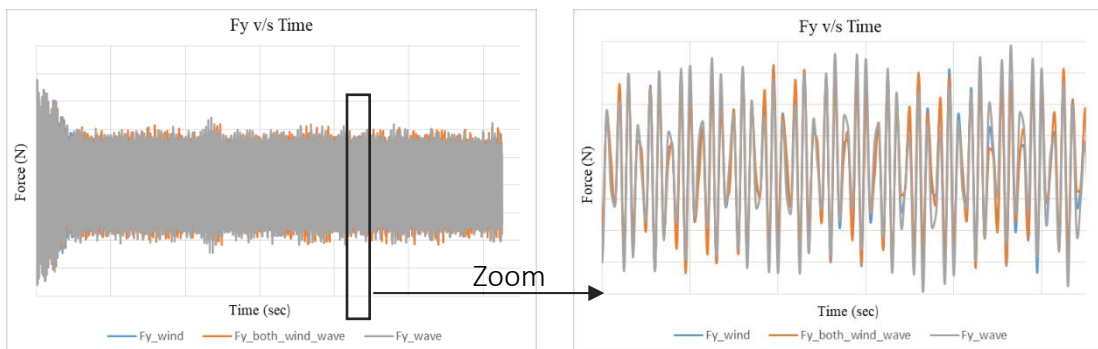 Fy v/s Time
Force (N)
Time (sec)
Fy_wind Fy_both_wind_wave Fy_wave
Zoom
Fy v/s Time
Force (N)
Time (sec)
Fy_wind Fy_both_wind_wave Fy_wave